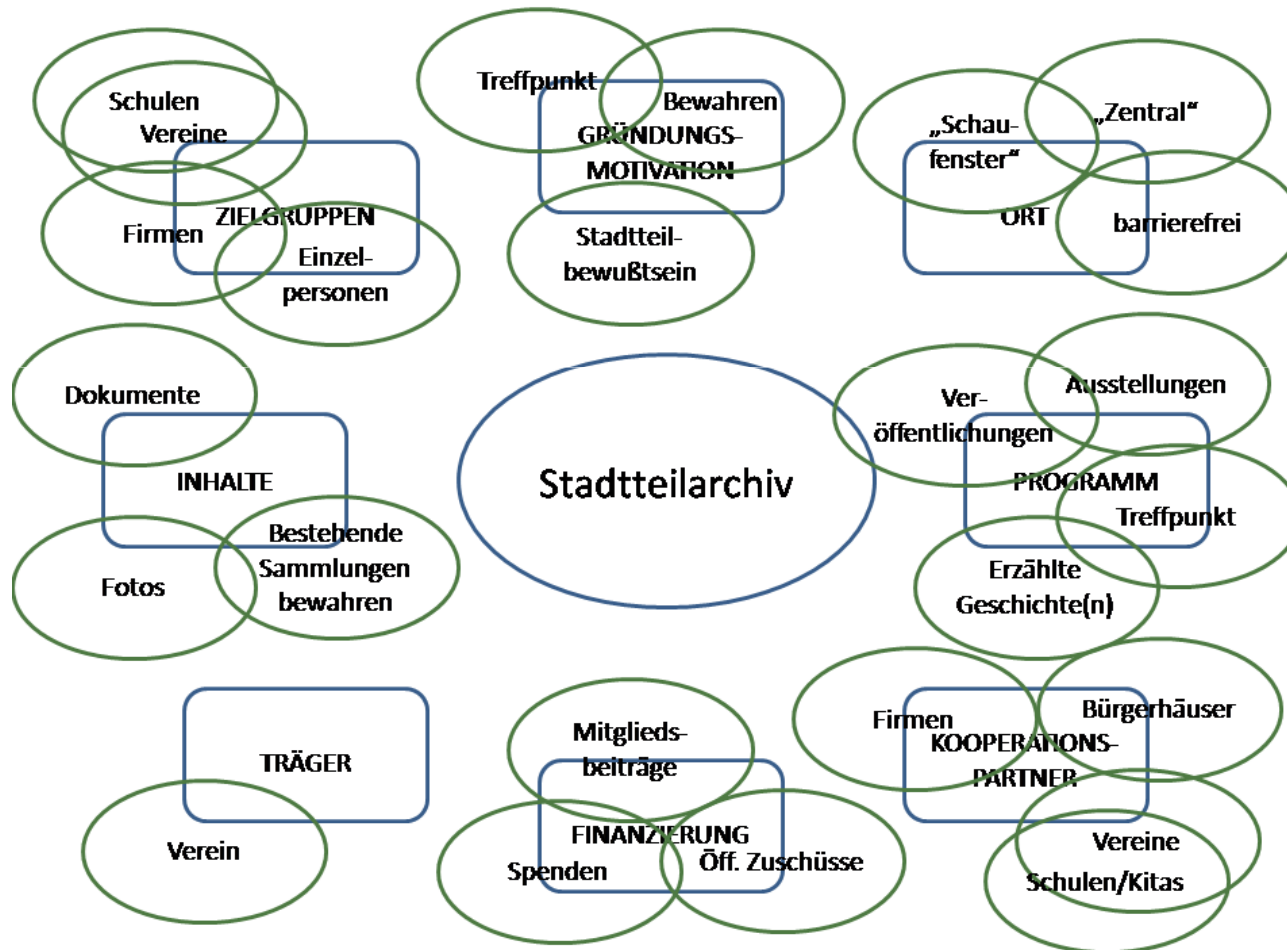 Schulen
Vereine
Firmen
ZIELGRUPPEN
Einzel-
personen
Treffpunkt
Bewahren
GRÜNDUNGS-
MOTIVATION
Stadtteil-
bewußtsein
„Schau-
fenster“
„Zentral“
ORT
barrierefrei
Dokumente
INHALTE
Fotos
Bestehende
Sammlungen
bewahren
Stadtteilarchiv
Ver-
öffentlichungen
Ausstellungen
PROGRAMM
Treffpunkt
Erzählte
Geschichte(n)
TRÄGER
Verein
Mitglieds-
beiträge
FINANZIERUNG
Spenden
Öff. Zuschüsse
Firmen
Bürgerhäuser
KOOPERATIONS-
PARTNER
Vereine
Schulen/Kitas